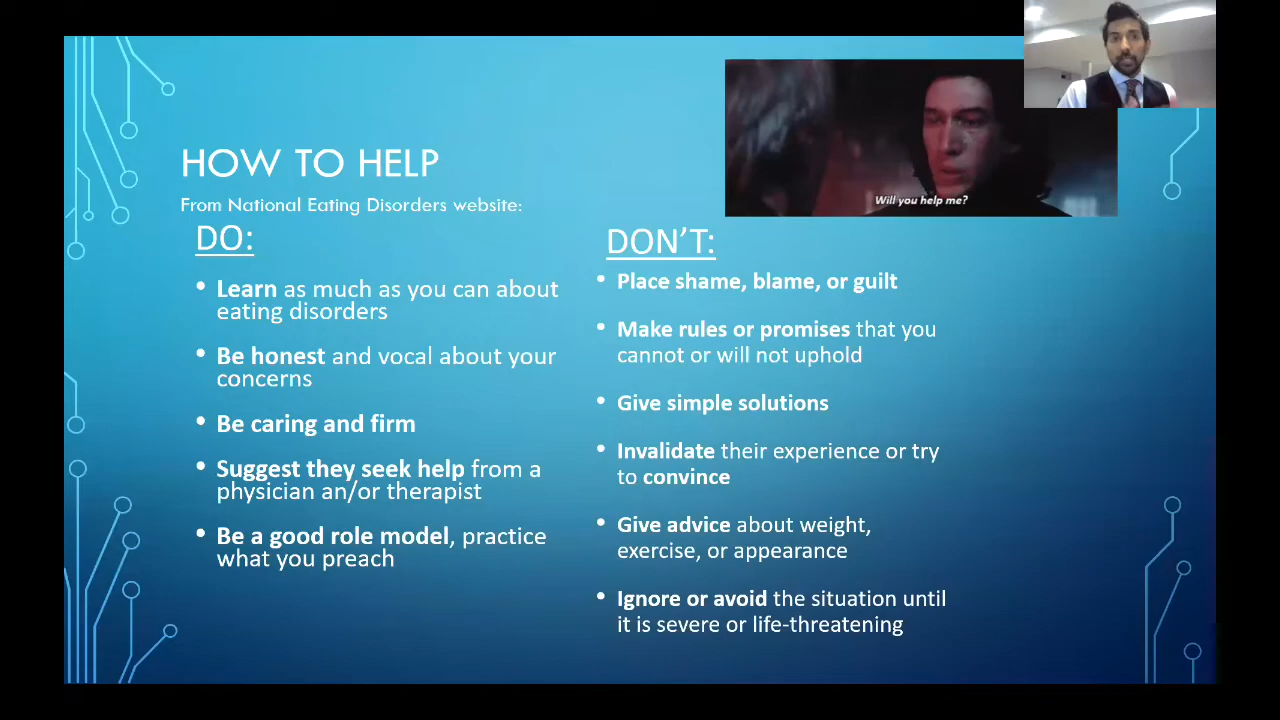 Will you help me?
HOW TO HELP
From National Eating Disorders website:
DO:
• Learn as much as you can about
eating disorders
• Be honest and vocal about your
concerns
• Be caring and firm
• Suggest they seek help from a
physician an/or therapist
• Be a good role model, practice
what you preach
DON'T:
• Place shame, blame, or guilt
• Make rules or promises that you
cannot or will not uphold
• Give simple solutions
• Invalidate their experience or try
to convince
• Give advice about weight,
exercise, or appearance
• Ignore or avoid the situation until
it is severe or life-threatening